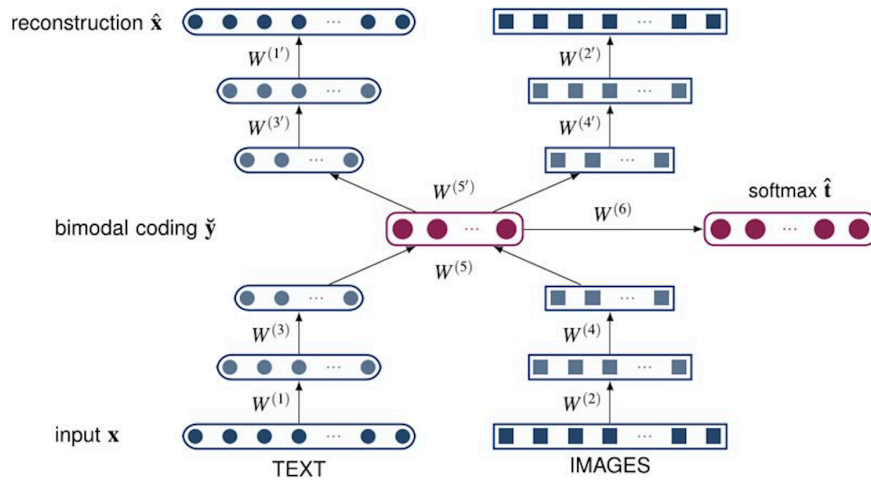 reconstruction x̂
W^(1′) W^(2′)
···
W^(3′) W^(4′)
···
W^(5′)
softmax t̂
bimodal coding y̆
W^(6)
W^(5)
W^(3) W^(4)
W^(1) W^(2)
input x
TEXT IMAGES